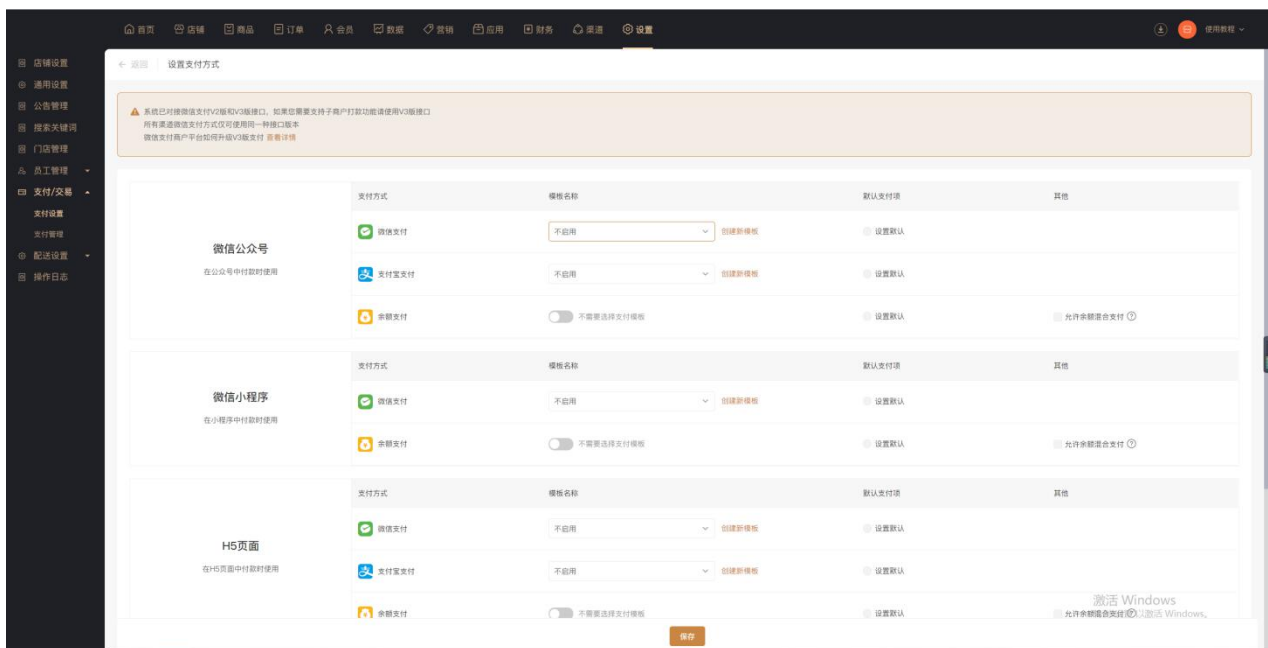 首页 店铺 商品 订单 会员 数据 营销 应用 财务 渠道 设置 使用教程
店铺设置
通用设置
公告管理
搜索关键词
门店管理
员工管理
支付/交易
支付设置
支付管理
配送设置
操作日志
← 返回 设置支付方式
系统已对接微信支付V2版和V3版接口，如果您需要支持子商户打款功能请使用V3版接口
所有渠道微信支付方式仅可使用同一种接口版本
微信支付商户平台如何升级V3版支付 查看详情
微信公众号
在公众号中付款时使用
支付方式 模板名称 默认支付项 其他
微信支付 不启用 创建新模板 设置默认
支付宝支付 不启用 创建新模板 设置默认
余额支付 不需要选择支付模板 设置默认 允许余额混合支付
微信小程序
在小程序中付款时使用
支付方式 模板名称 默认支付项 其他
微信支付 不启用 创建新模板 设置默认
余额支付 不需要选择支付模板 设置默认 允许余额混合支付
H5页面
在H5页面中付款时使用
支付方式 模板名称 默认支付项 其他
微信支付 不启用 创建新模板 设置默认
支付宝支付 不启用 创建新模板 设置默认
余额支付 不需要选择支付模板 设置默认 允许余额混合支付
激活 Windows
以激活 Windows。
保存